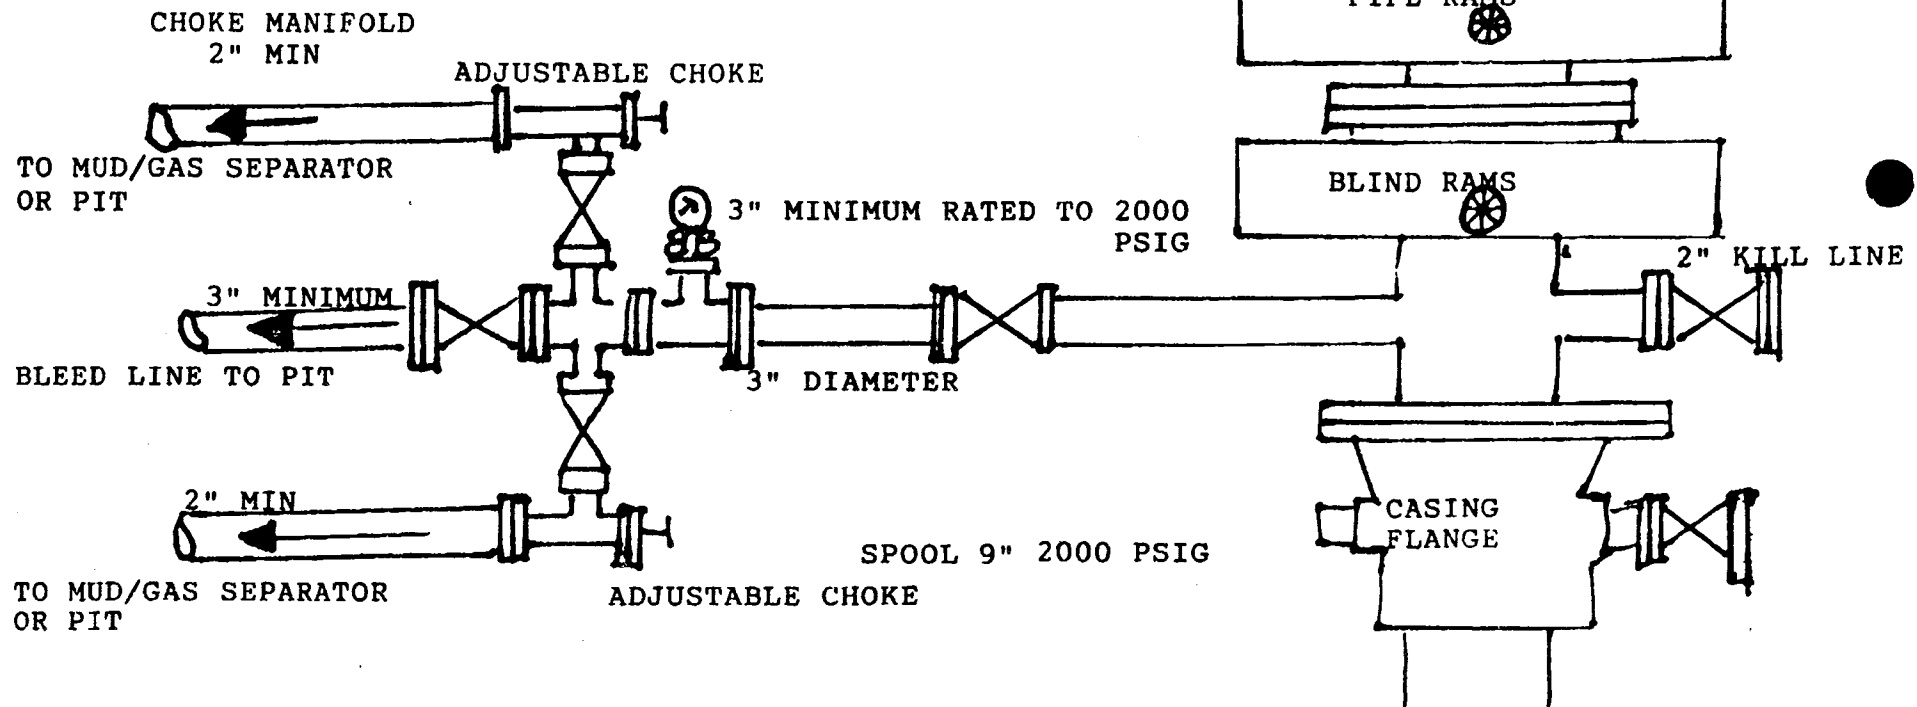 CHOKE MANIFOLD
2" MIN
PIPE RAMS
ADJUSTABLE CHOKE
TO MUD/GAS SEPARATOR
OR PIT
BLIND RAMS
3" MINIMUM RATED TO 2000
PSIG
2" KILL LINE
3" MINIMUM
BLEED LINE TO PIT
3" DIAMETER
2" MIN
CASING
FLANGE
SPOOL 9" 2000 PSIG
TO MUD/GAS SEPARATOR
OR PIT
ADJUSTABLE CHOKE